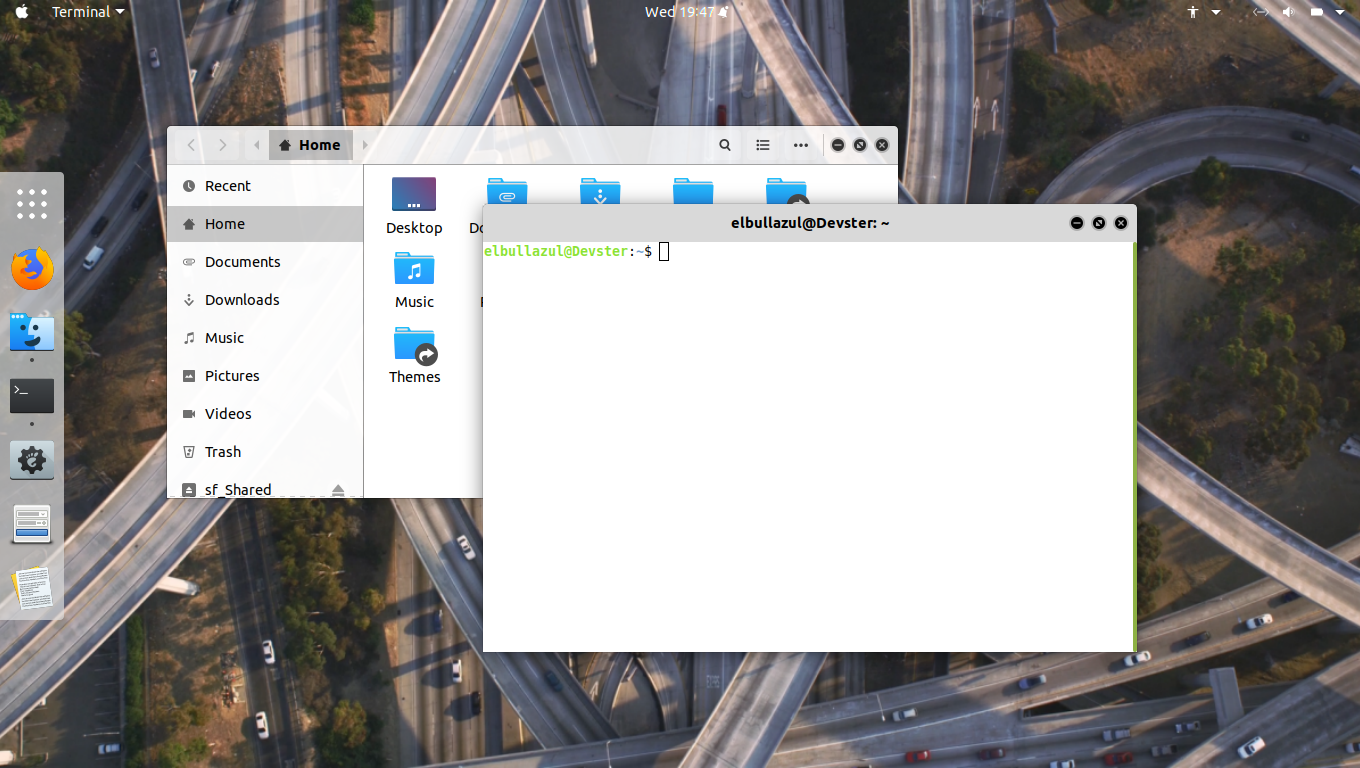 Terminal
Wed 19:47
Home
Recent
Home
Documents
Downloads
Music
Pictures
Videos
Trash
sf_Shared
Desktop
Music
Themes
elbullazul@Devster: ~
elbullazul@Devster:~$